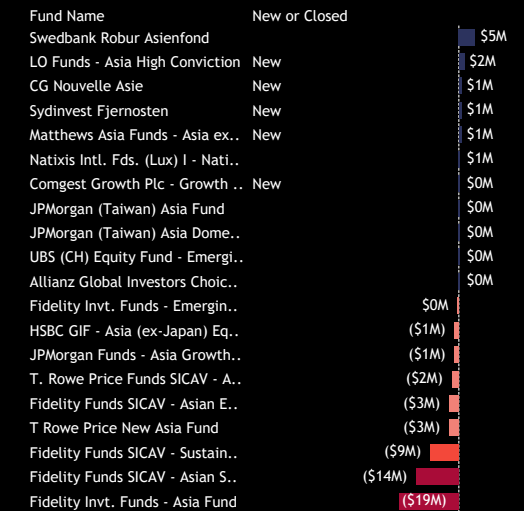 Fund Name New or Closed
Swedbank Robur Asienfond $5M
LO Funds - Asia High Conviction New $2M
CG Nouvelle Asie New $1M
Sydinvest Fjernosten New $1M
Matthews Asia Funds - Asia ex.. New $1M
Natixis Intl. Fds. (Lux) I - Nati.. $1M
Comgest Growth Plc - Growth .. New $0M
JPMorgan (Taiwan) Asia Fund $0M
JPMorgan (Taiwan) Asia Dome.. $0M
UBS (CH) Equity Fund - Emergi.. $0M
Allianz Global Investors Choic.. $0M
Fidelity Invt. Funds - Emergin.. $0M
HSBC GIF - Asia (ex-Japan) Eq.. ($1M)
JPMorgan Funds - Asia Growth.. ($1M)
T. Rowe Price Funds SICAV - A.. ($2M)
Fidelity Funds SICAV - Asian E.. ($3M)
T Rowe Price New Asia Fund ($3M)
Fidelity Funds SICAV - Sustain.. ($9M)
Fidelity Funds SICAV - Asian S.. ($14M)
Fidelity Invt. Funds - Asia Fund ($19M)